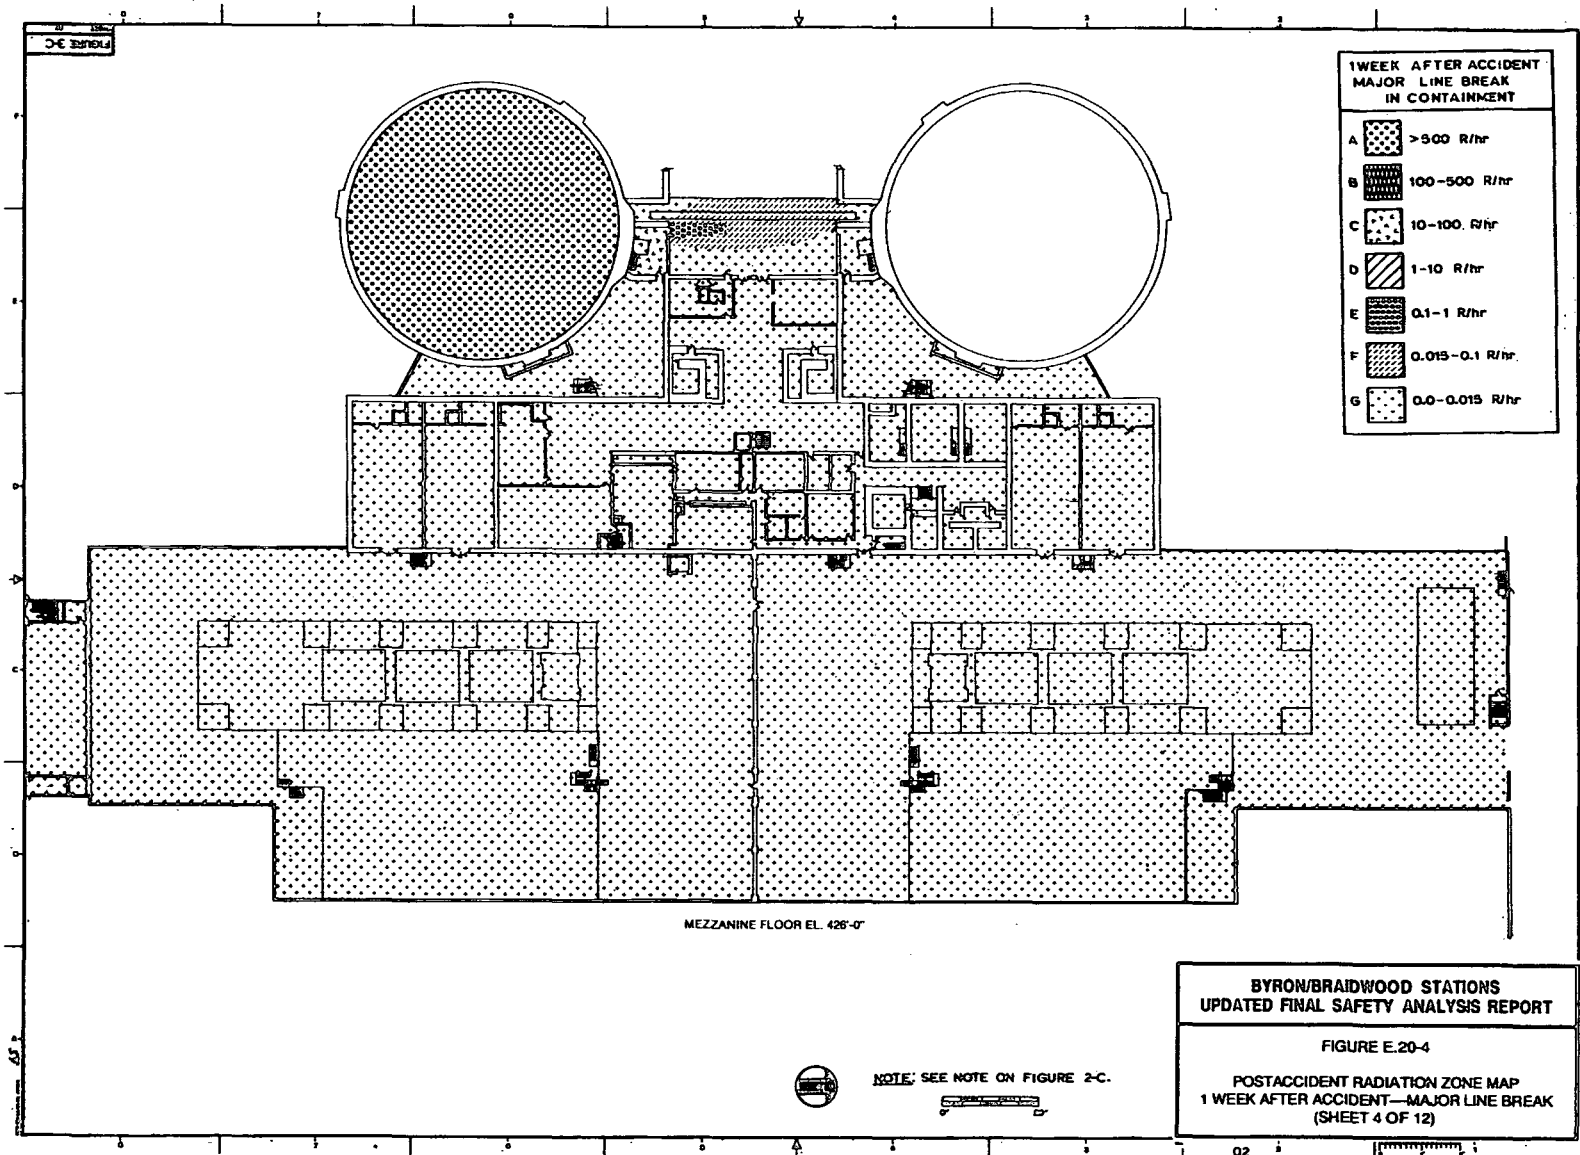 FIGURE 3-C
1 WEEK AFTER ACCIDENT
MAJOR LINE BREAK
IN CONTAINMENT
A >500 R/hr
B 100-500 R/hr
C 10-100. R/hr
D 1-10 R/hr
E 0.1-1 R/hr
F 0.015-0.1 R/hr.
G 0.0-0.015 R/hr
MEZZANINE FLOOR EL. 426'-0"
BYRON/BRAIDWOOD STATIONS
UPDATED FINAL SAFETY ANALYSIS REPORT
FIGURE E.20-4
POSTACCIDENT RADIATION ZONE MAP
1 WEEK AFTER ACCIDENT—MAJOR LINE BREAK
(SHEET 4 OF 12)
NOTE: SEE NOTE ON FIGURE 2-C.